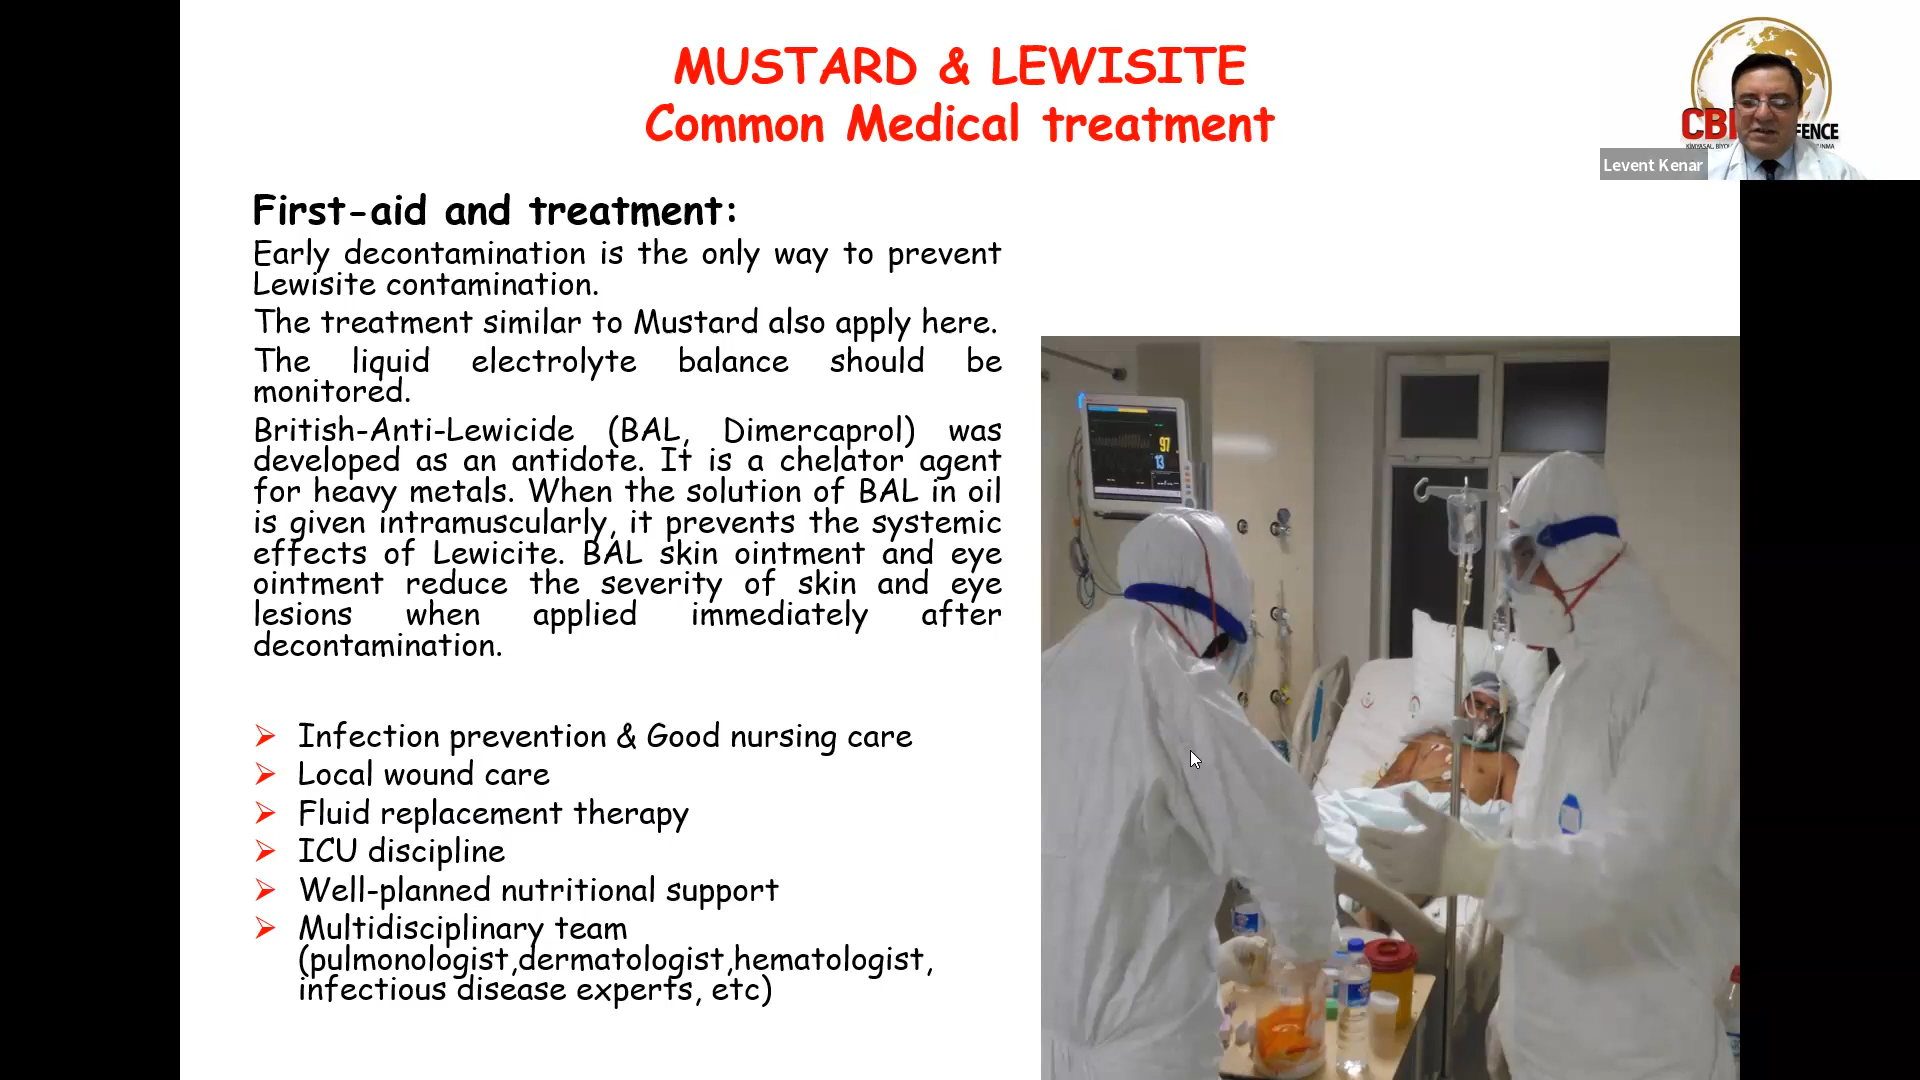 MUSTARD & LEWISITE
Common Medical treatment
CB
FENCE
Levent Kenar
First-aid and treatment:
Early decontamination is the only way to prevent
Lewisite contamination.
The treatment similar to Mustard also apply here.
The liquid electrolyte balance should be
monitored.
British-Anti-Lewicide (BAL, Dimercaprol) was
developed as an antidote. It is a chelator agent
for heavy metals. When the solution of BAL in oil
is given intramuscularly, it prevents the systemic
effects of Lewicite. BAL skin ointment and eye
ointment reduce the severity of skin and eye
lesions when applied immediately after
decontamination.
Infection prevention & Good nursing care
Local wound care
Fluid replacement therapy
ICU discipline
Well-planned nutritional support
Multidisciplinary team
(pulmonologist,dermatologist,hematologist,
infectious disease experts, etc)
97
13